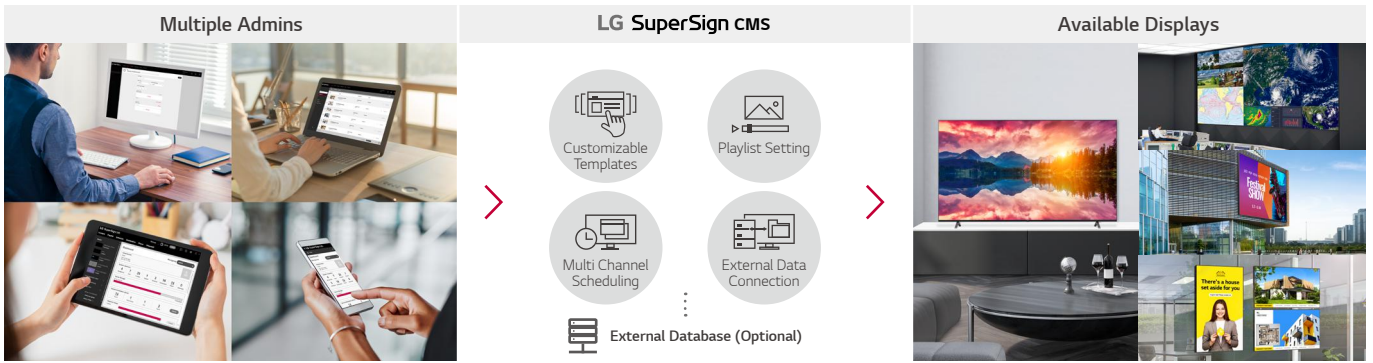 Multiple Admins
LG SuperSign CMS
Available Displays
Customizable
Templates
Playlist Setting
Multi Channel
Scheduling
External Data
Connection
External Database (Optional)
Festival
SHOW
There's a house
set aside for you